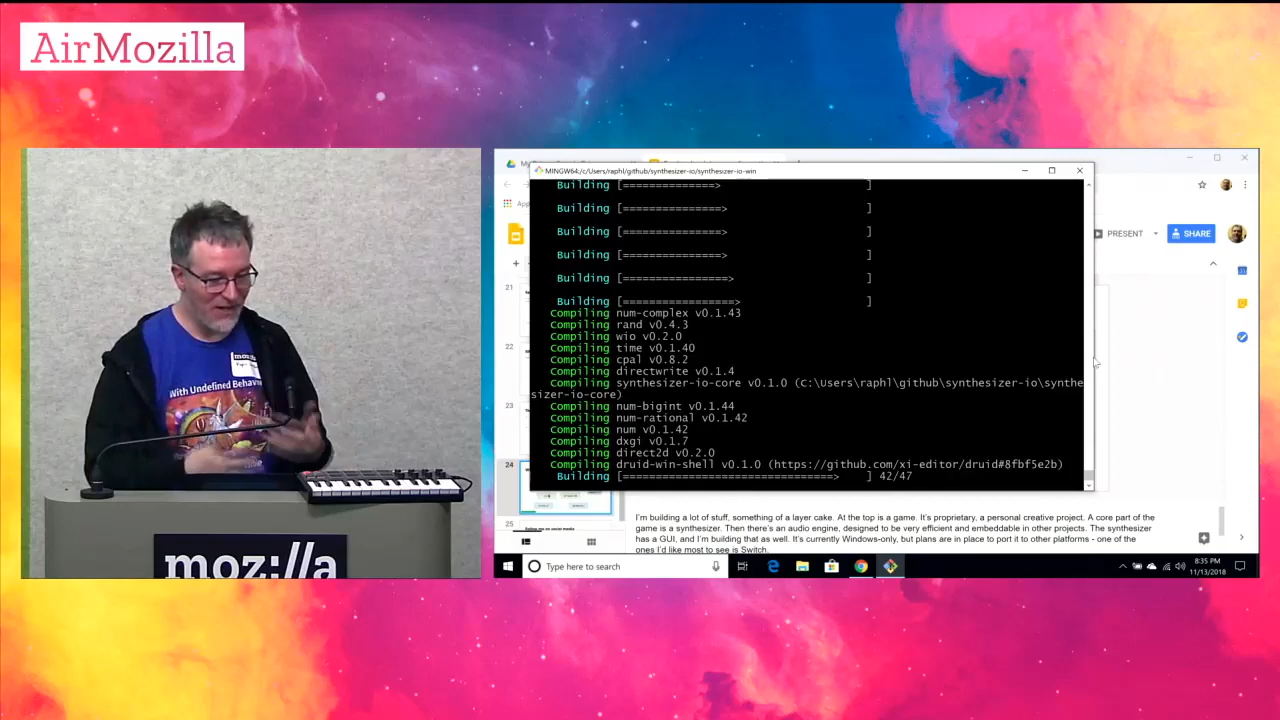 AirMozilla
MINGW64:/c/Users/raphl/github/synthesizer-io/synthesizer-io-win
Building [==============> ]
Building [===============> ]
Building [===============> ]
Building [===============> ]
Building [================> ]
Building [=================> ]
Compiling num-complex v0.1.43
Compiling rand v0.4.3
Compiling wio v0.2.0
Compiling time v0.1.40
Compiling cpal v0.8.2
Compiling directwrite v0.1.4
Compiling synthesizer-io-core v0.1.0 (C:\Users\raphl\github\synthesizer-io\synthe
sizer-io-core)
Compiling num-bigint v0.1.44
Compiling num-rational v0.1.42
Compiling num v0.1.42
Compiling dxgi v0.1.7
Compiling direct2d v0.2.0
Compiling druid-win-shell v0.1.0 (https://github.com/xi-editor/druid#8fbf5e2b)
Building [================================> ] 42/47
PRESENT
SHARE
21
22
23
24
25
I'm building a lot of stuff, something of a layer cake. At the top is a game. It's proprietary, a personal creative project. A core part of the
game is a synthesizer. Then there's an audio engine, designed to be very efficient and embeddable in other projects. The synthesizer
has a GUI, and I'm building that as well. It's currently Windows-only, but plans are in place to port it to other platforms - one of the
ones I'd like most to see is Switch.
Type here to search
8:35 PM
11/13/2018
With Undefined Behav
moz://a